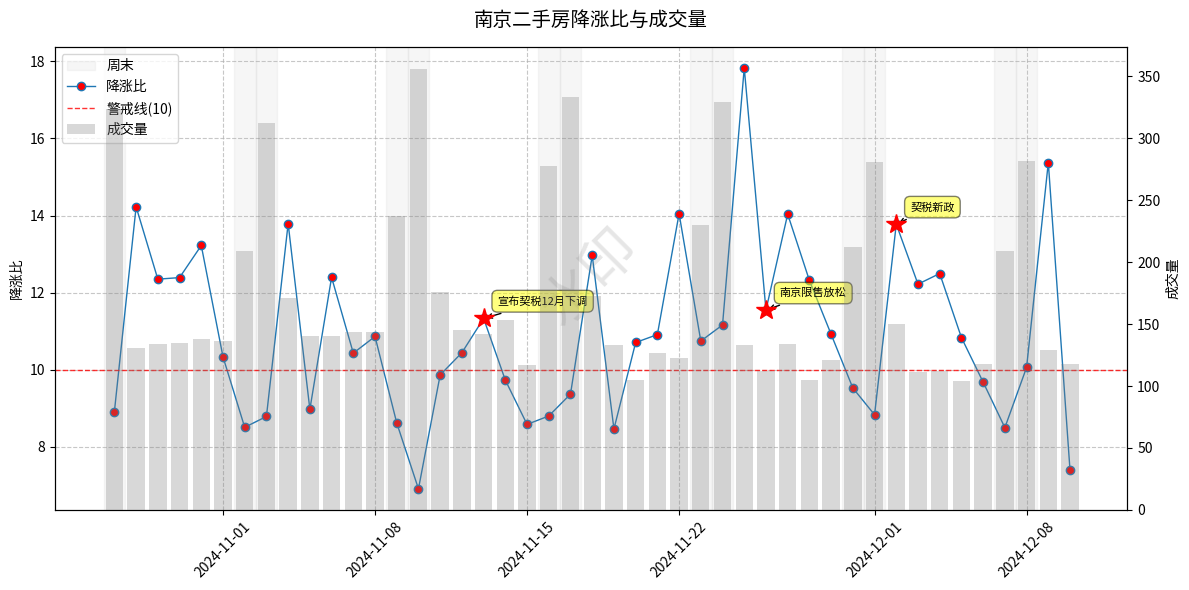 南京二手房降涨比与成交量
周末
降涨比
警戒线(10)
成交量
18
16
14
12
10
8
降涨比
350
300
250
200
150
100
50
0
成交量
契税新政
南京限售放松
宣布契税12月下调
水印
2024-11-01
2024-11-08
2024-11-15
2024-11-22
2024-12-01
2024-12-08